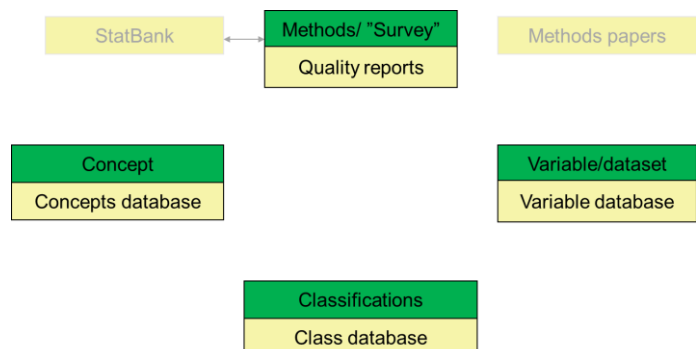 StatBank
Methods/ ”Survey”
Methods papers
Quality reports
Concept
Variable/dataset
Concepts database
Variable database
Classifications
Class database